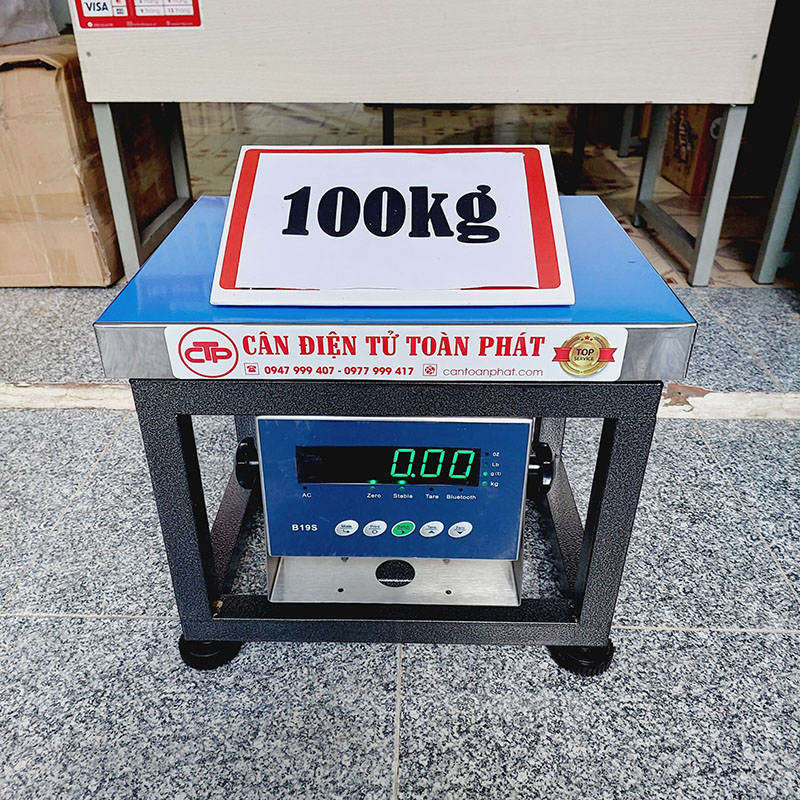 VISA
100kg
CTP
CÂN ĐIỆN TỬ TOÀN PHÁT
0947 999 407 - 0977 999 417
cantoanphat.com
TOP
SERVICE
0.00
oz
Lb
g (t)
kg
AC Zero Stable Tare Bluetooth
B19S